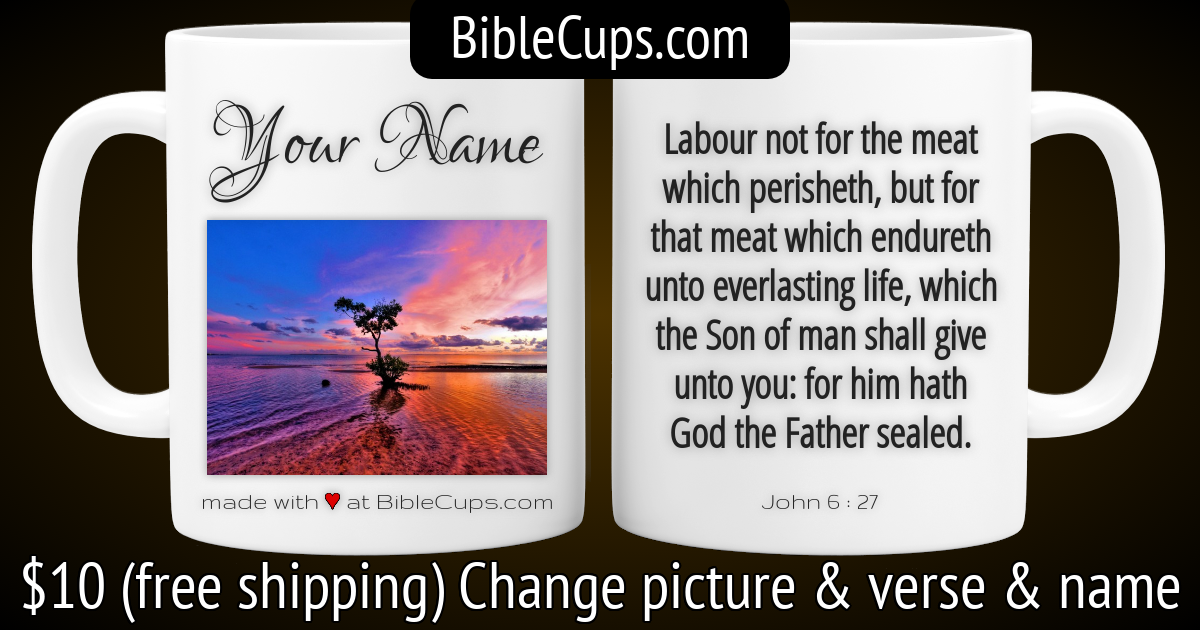 BibleCups.com
Your Name
made with ♥ at BibleCups.com
Labour not for the meat
which perisheth, but for
that meat which endureth
unto everlasting life, which
the Son of man shall give
unto you: for him hath
God the Father sealed.
John 6 : 27
$10 (free shipping) Change picture & verse & name